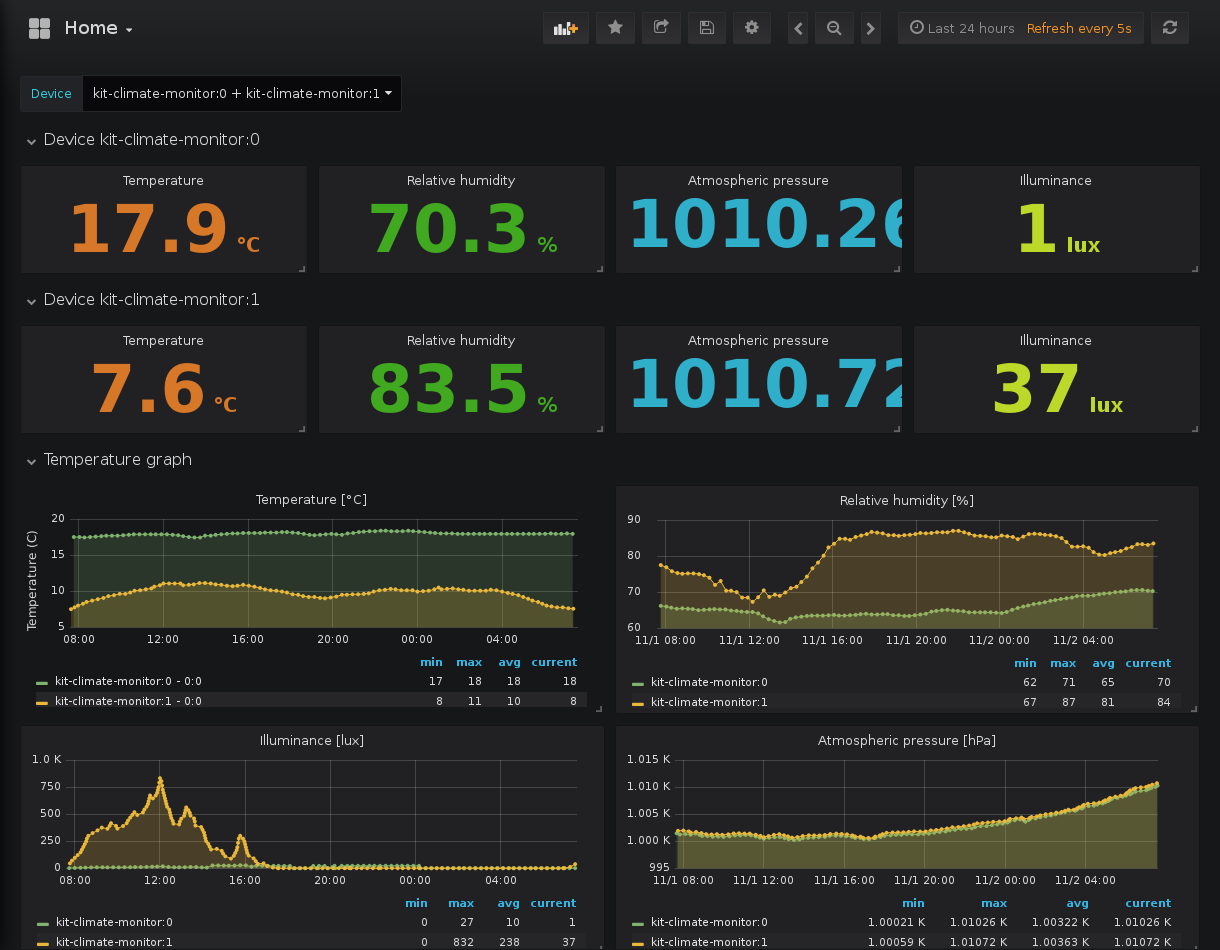 Home
Last 24 hours Refresh every 5s
Device kit-climate-monitor:0 + kit-climate-monitor:1
Device kit-climate-monitor:0
Temperature Relative humidity Atmospheric pressure Illuminance
17.9 °C 70.3 % 1010.26 1 lux
Device kit-climate-monitor:1
Temperature Relative humidity Atmospheric pressure Illuminance
7.6 °C 83.5 % 1010.72 37 lux
Temperature graph
Temperature [°C]
Temperature (C)
20
15
10
5
08:00 12:00 16:00 20:00 00:00 04:00
min max avg current
kit-climate-monitor:0 - 0:0 17 18 18 18
kit-climate-monitor:1 - 0:0 8 11 10 8
Relative humidity [%]
90
80
70
60
11/1 08:00 11/1 12:00 11/1 16:00 11/1 20:00 11/2 00:00 11/2 04:00
min max avg current
kit-climate-monitor:0 62 71 65 70
kit-climate-monitor:1 67 87 81 84
Illuminance [lux]
1.0 K
750
500
250
0
08:00 12:00 16:00 20:00 00:00 04:00
min max avg current
kit-climate-monitor:0 0 27 10 1
kit-climate-monitor:1 0 832 238 37
Atmospheric pressure [hPa]
1.015 K
1.010 K
1.005 K
1.000 K
995
11/1 08:00 11/1 12:00 11/1 16:00 11/1 20:00 11/2 00:00 11/2 04:00
min max avg current
kit-climate-monitor:0 1.00021 K 1.01026 K 1.00322 K 1.01026 K
kit-climate-monitor:1 1.00059 K 1.01072 K 1.00363 K 1.01072 K